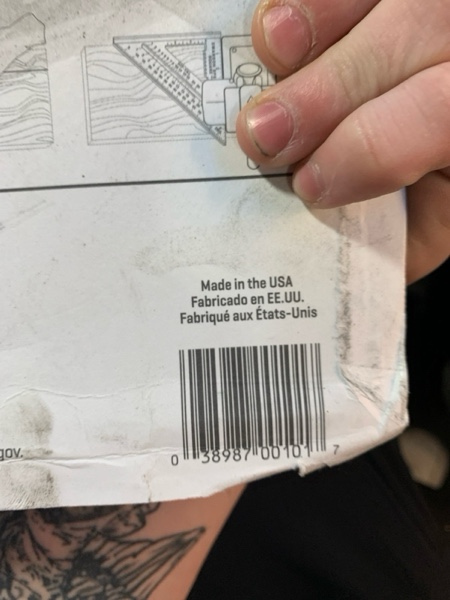 Made in the USA
Fabricado en EE.UU.
Fabriqué aux États-Unis
gov.
0 38987 00101 7